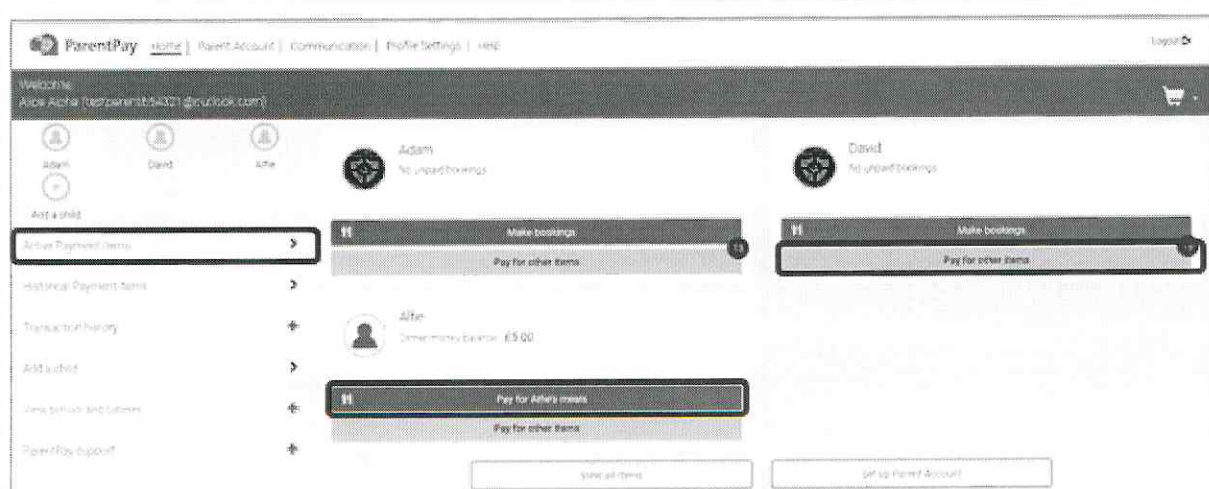 ParentPay Home | Parent Account | Communication | Profile Settings | 
Logout
Welcome
Alice Alpha
Adam David Alfie
Add a child
Active Payment Items
Historical Payment Items
Transaction history
Add a child
ParentPay support
Adam
No unpaid bookings
Make bookings
Pay for other items
David
No unpaid bookings
Make bookings
Pay for other items
Alfie
Dinner money balance £5.00
Pay for Alfie's meals
Pay for other items
View all items
Set up Parent Account